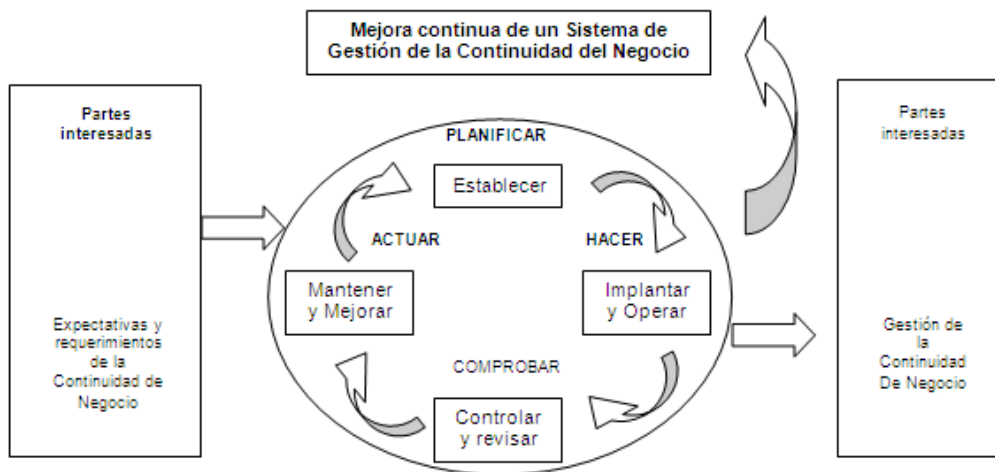 Mejora continua de un Sistema de
Gestión de la Continuidad del Negocio
Partes
interesadas
Expectativas y
requerimientos
de la
Continuidad de
Negocio
PLANIFICAR
Establecer
ACTUAR
HACER
Mantener
y Mejorar
Implantar
y Operar
COMPROBAR
Controlar
y revisar
Partes
interesadas
Gestión de
la
Continuidad
De Negocio